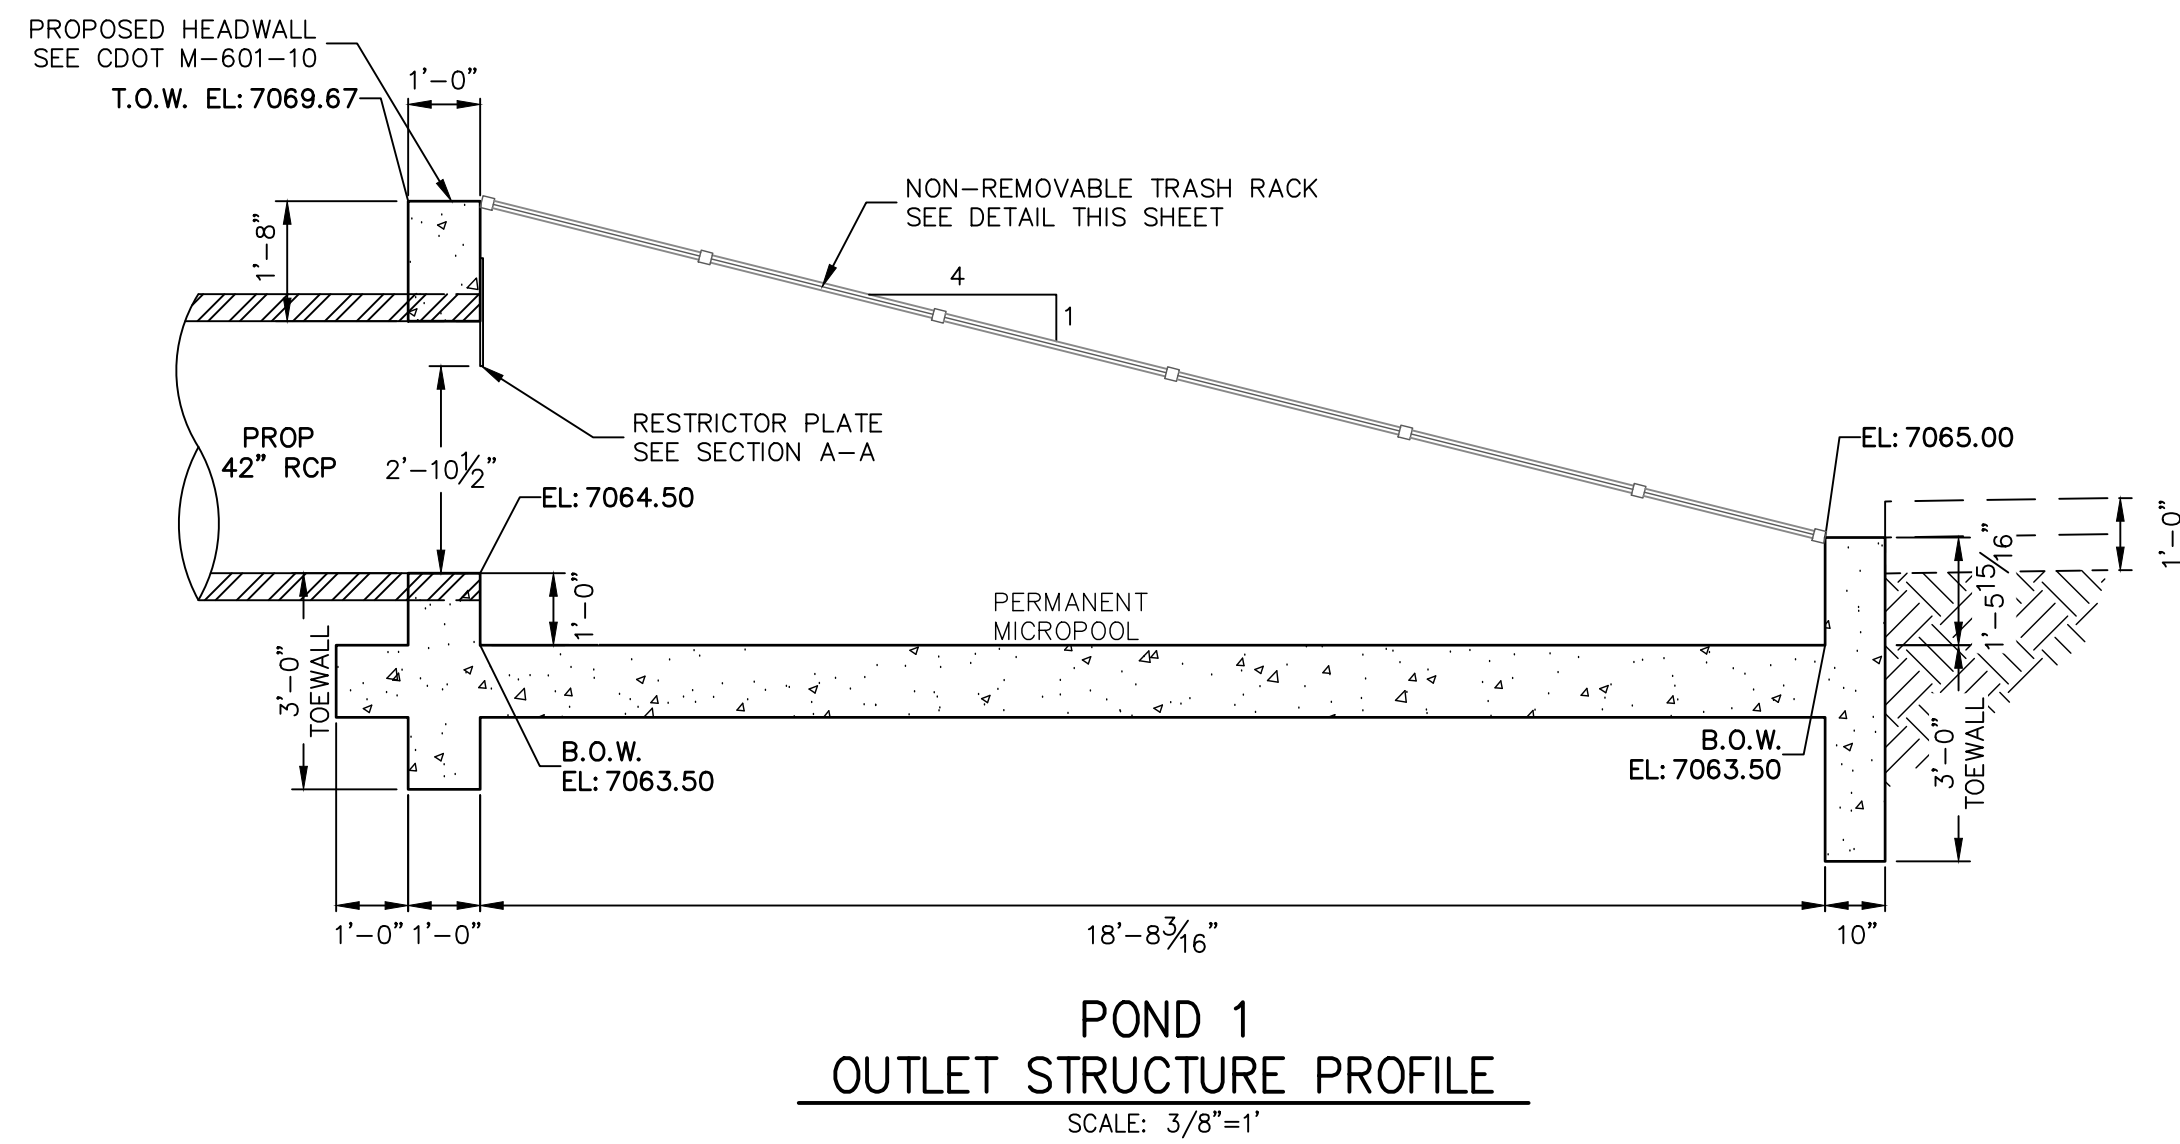 PROPOSED HEADWALL
SEE CDOT M-601-10
T.O.W. EL: 7069.67
1'-0"
1'-8"
NON-REMOVABLE TRASH RACK
SEE DETAIL THIS SHEET
4
1
RESTRICTOR PLATE
SEE SECTION A-A
PROP
42" RCP
2'-10 1/2"
EL: 7064.50
EL: 7065.00
1'-0"
1'-5 15/16"
1'-0"
PERMANENT
MICROPOOL
3'-0"
TOEWALL
B.O.W.
EL: 7063.50
B.O.W.
EL: 7063.50
3'-0"
TOEWALL
1'-0" 1'-0"
18'-8 3/16"
10"
POND 1
OUTLET STRUCTURE PROFILE
SCALE: 3/8"=1'